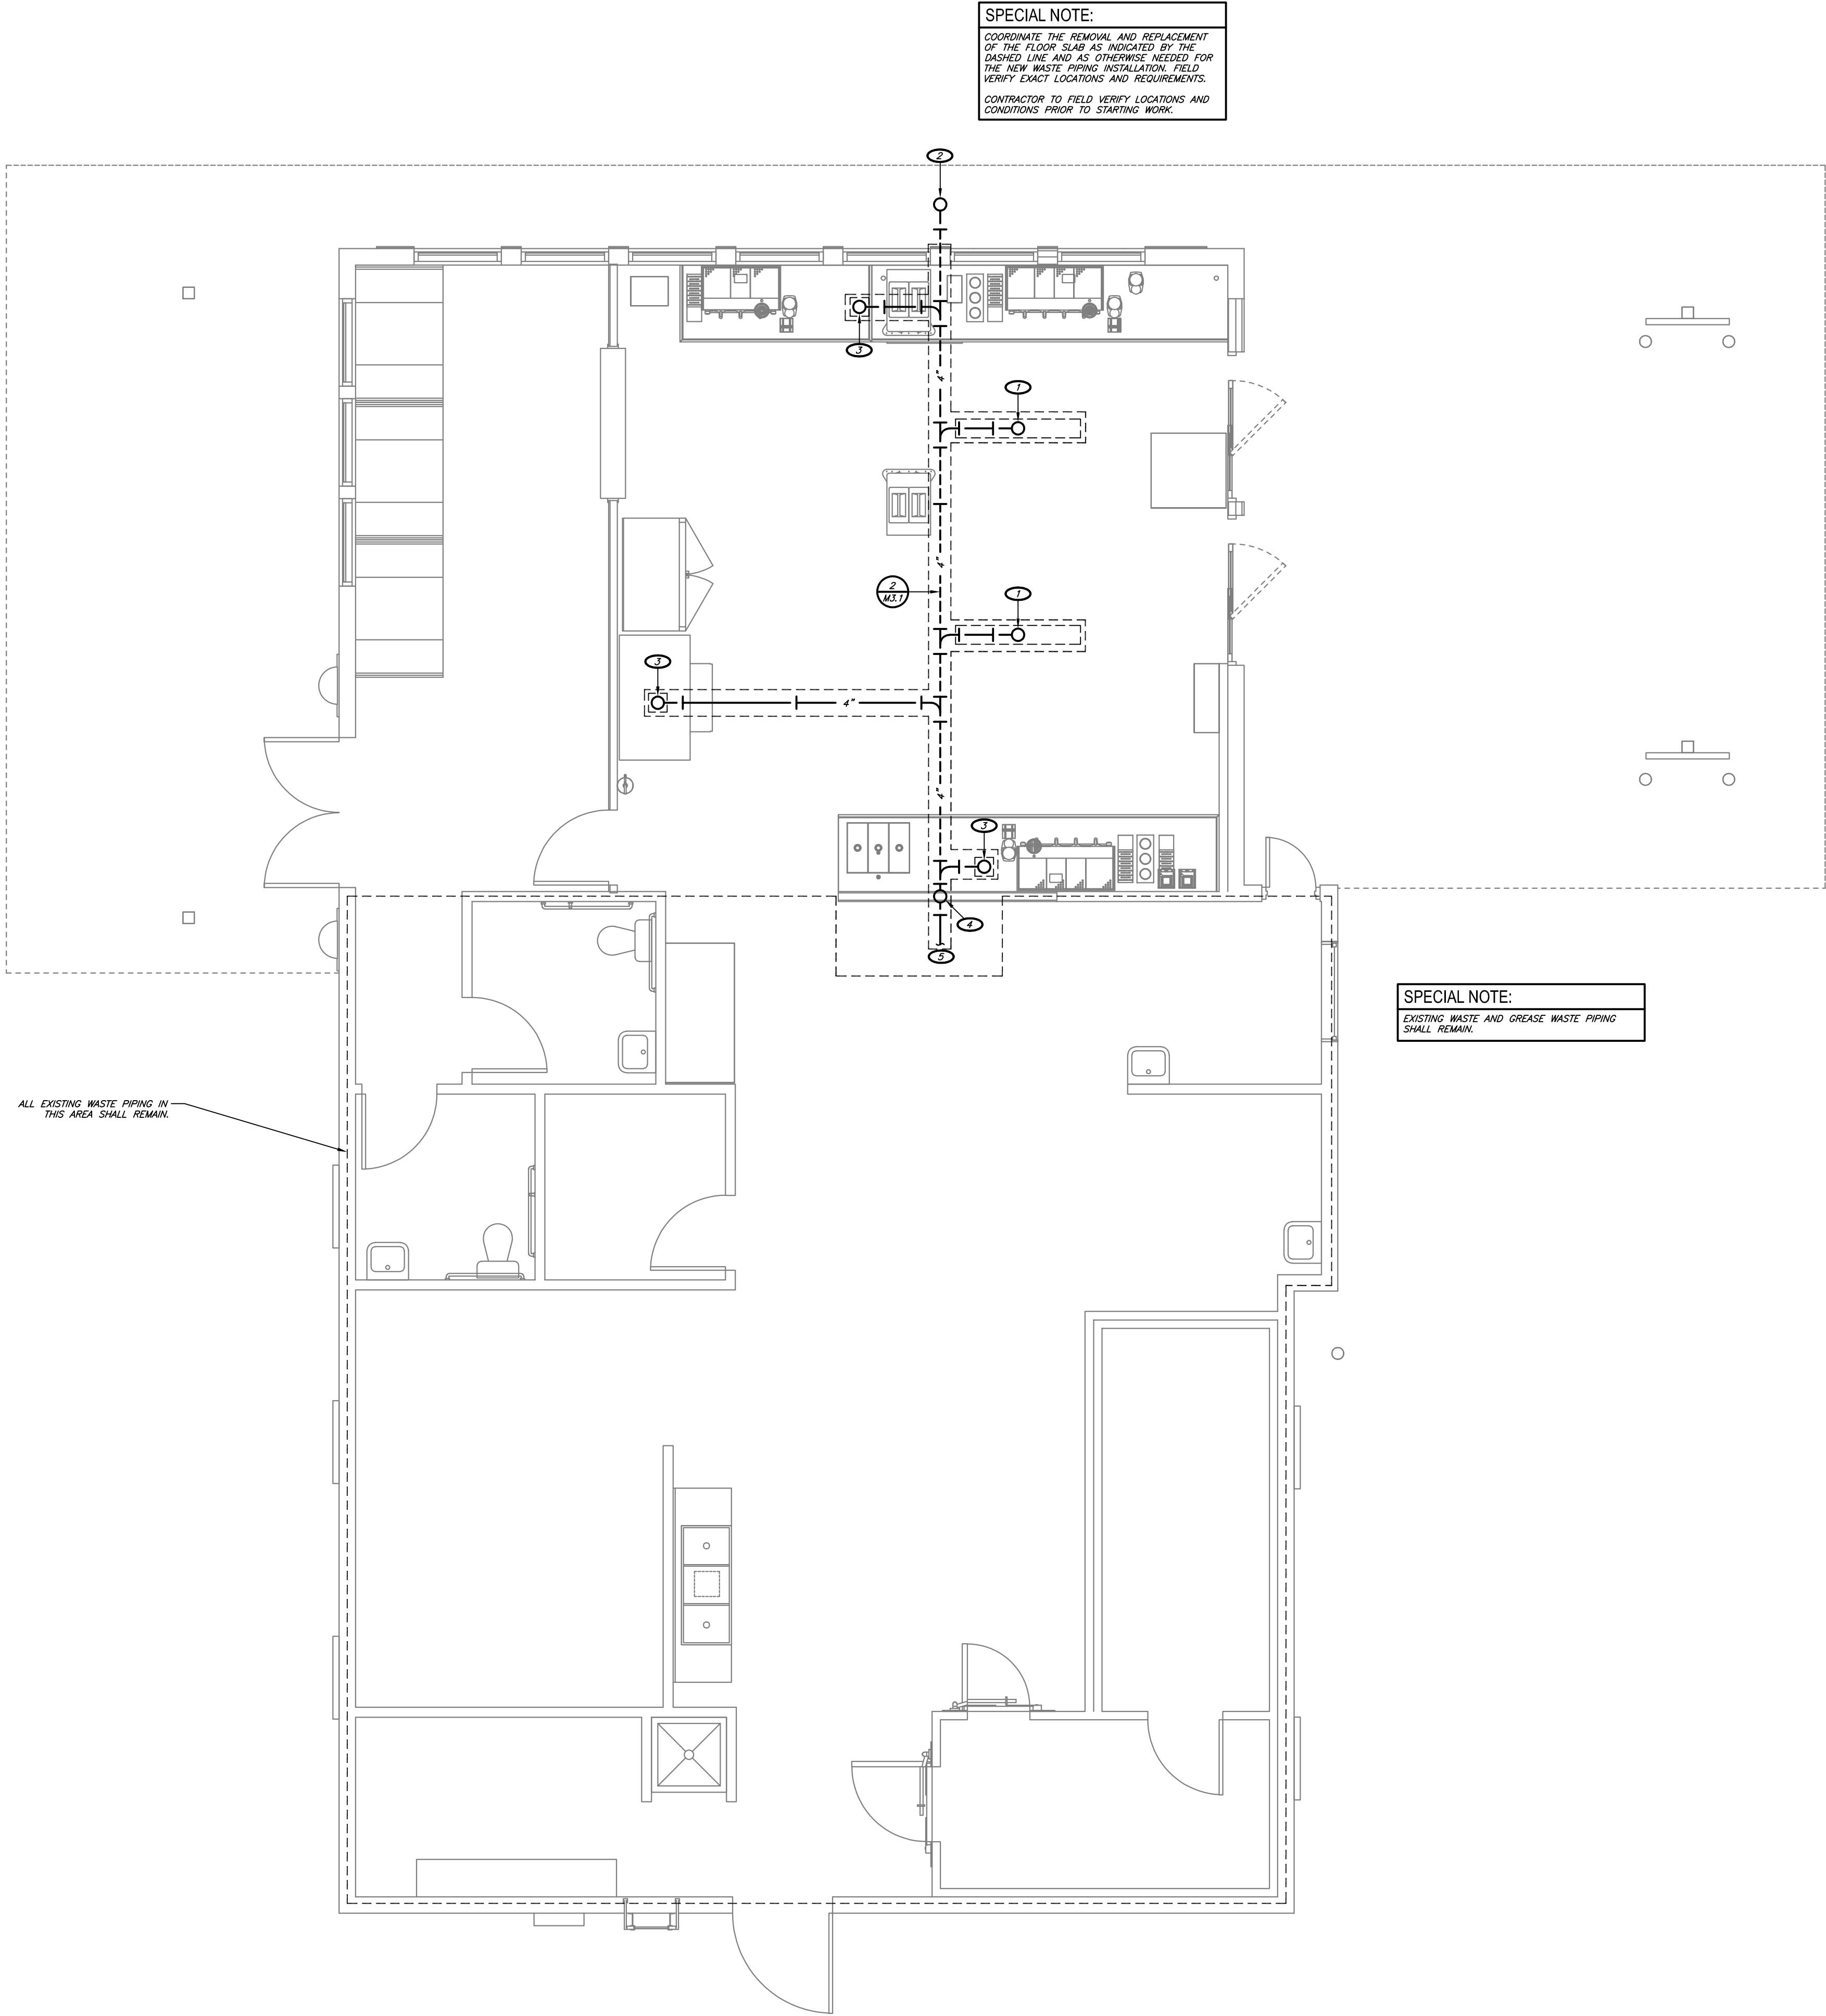 SPECIAL NOTE:
COORDINATE THE REMOVAL AND REPLACEMENT
OF THE FLOOR SLAB AS INDICATED BY THE
DASHED LINE AND AS OTHERWISE NEEDED FOR
THE NEW WASTE PIPING INSTALLATION. FIELD
VERIFY EXACT LOCATIONS AND REQUIREMENTS.
CONTRACTOR TO FIELD VERIFY LOCATIONS AND
CONDITIONS PRIOR TO STARTING WORK.
2
3
4"
1
4"
2
M3.1
1
3
4"
4"
3
4
5
SPECIAL NOTE:
EXISTING WASTE AND GREASE WASTE PIPING
SHALL REMAIN.
ALL EXISTING WASTE PIPING IN
THIS AREA SHALL REMAIN.